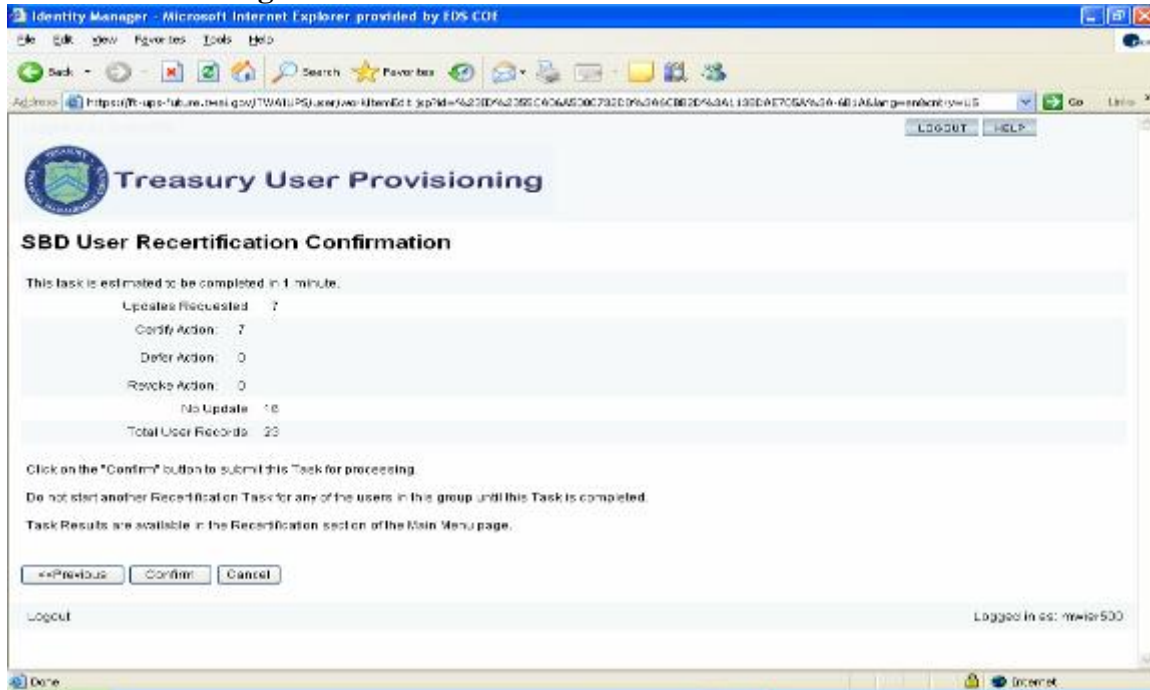 Identity Manager - Microsoft Internet Explorer provided by EDS COE
File Edit View Favorites Tools Help
Back Search Favorites
Address Go Links
LOGOUT HELP
Treasury User Provisioning
SBD User Recertification Confirmation
This task is estimated to be completed in 1 minute.
Updates Requested 7
Certify Action: 7
Defer Action: 0
Revoke Action: 0
No Update 16
Total User Records 23
Click on the "Confirm" button to submit this Task for processing.
Do not start another Recertification Task for any of the users in this group until this Task is completed.
Task Results are available in the Recertification section of the Main Menu page.
<<Previous Confirm Cancel
Logout Logged in as: mwier500
Done Internet